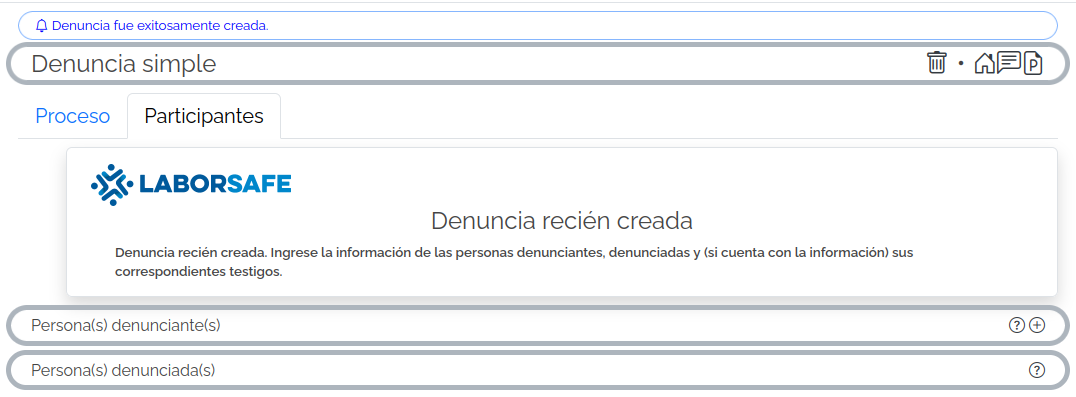 Denuncia fue exitosamente creada.
Denuncia simple
P
Proceso
Participantes
LABORSAFE
Denuncia recién creada
Denuncia recién creada. Ingrese la información de las personas denunciantes, denunciadas y (si cuenta con la información) sus
correspondientes testigos.
Persona(s) denunciante(s)
?
Persona(s) denunciada(s)
?